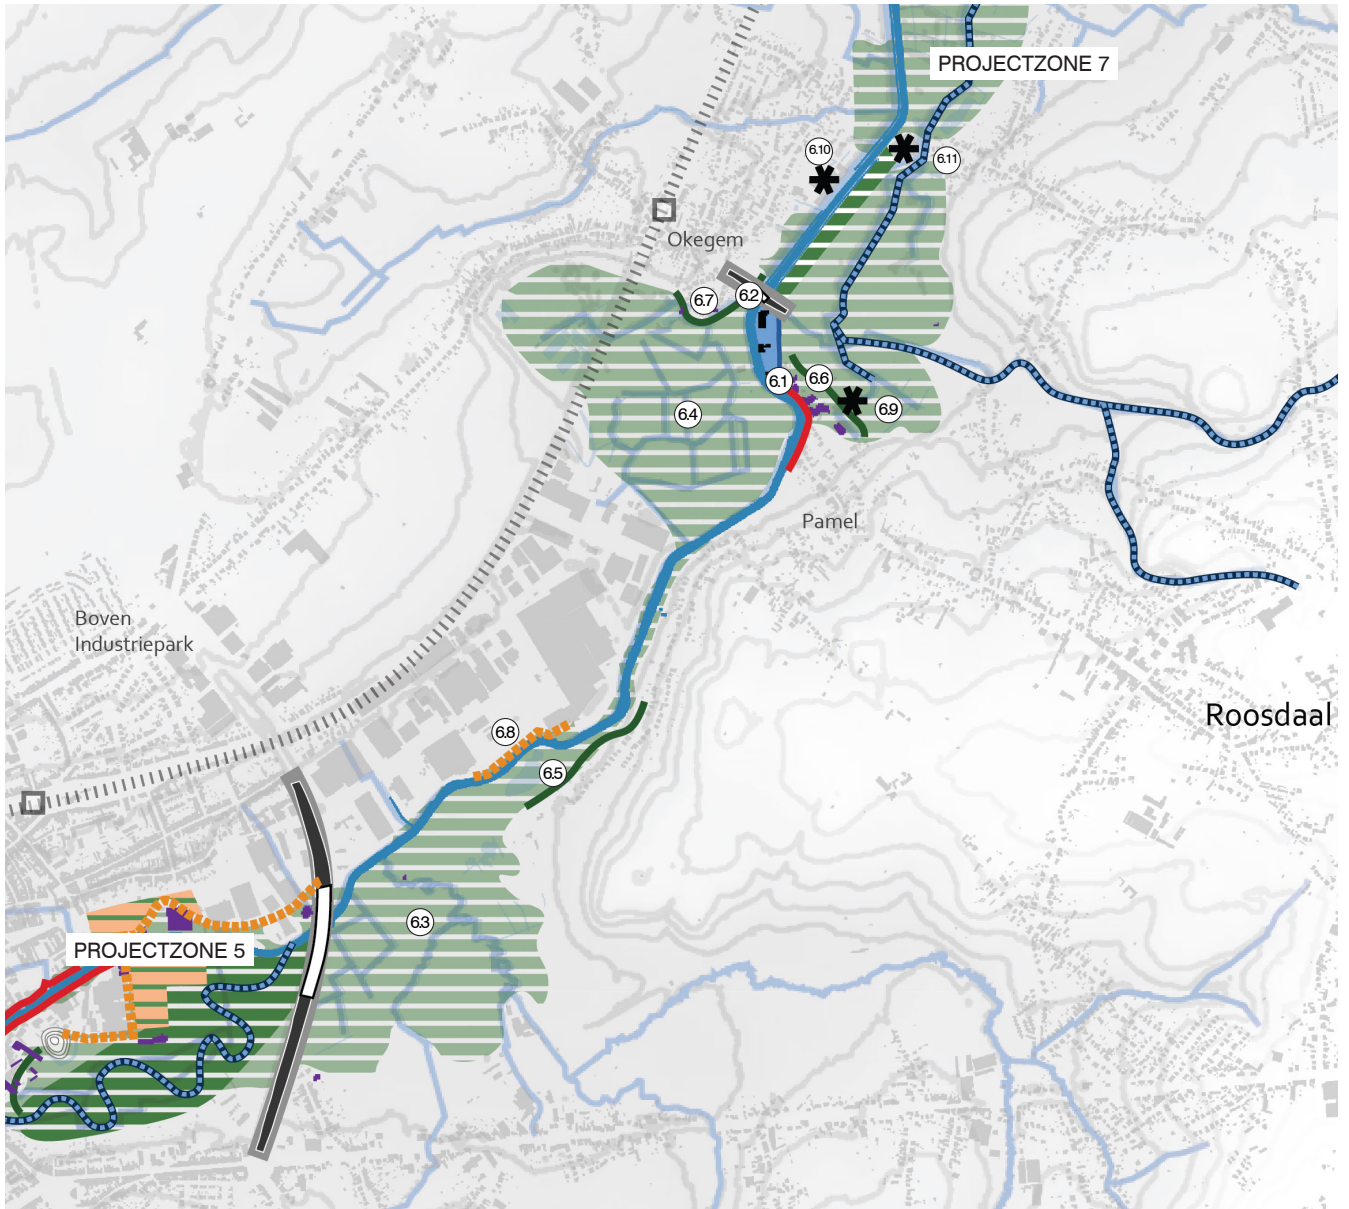 PROJECTZONE 7
6.10
6.11
Okegem
6.7
6.2
6.1
6.6
6.4
6.9
Pamel
Boven
Industriepark
Roosdaal
6.8
6.5
6.3
PROJECTZONE 5